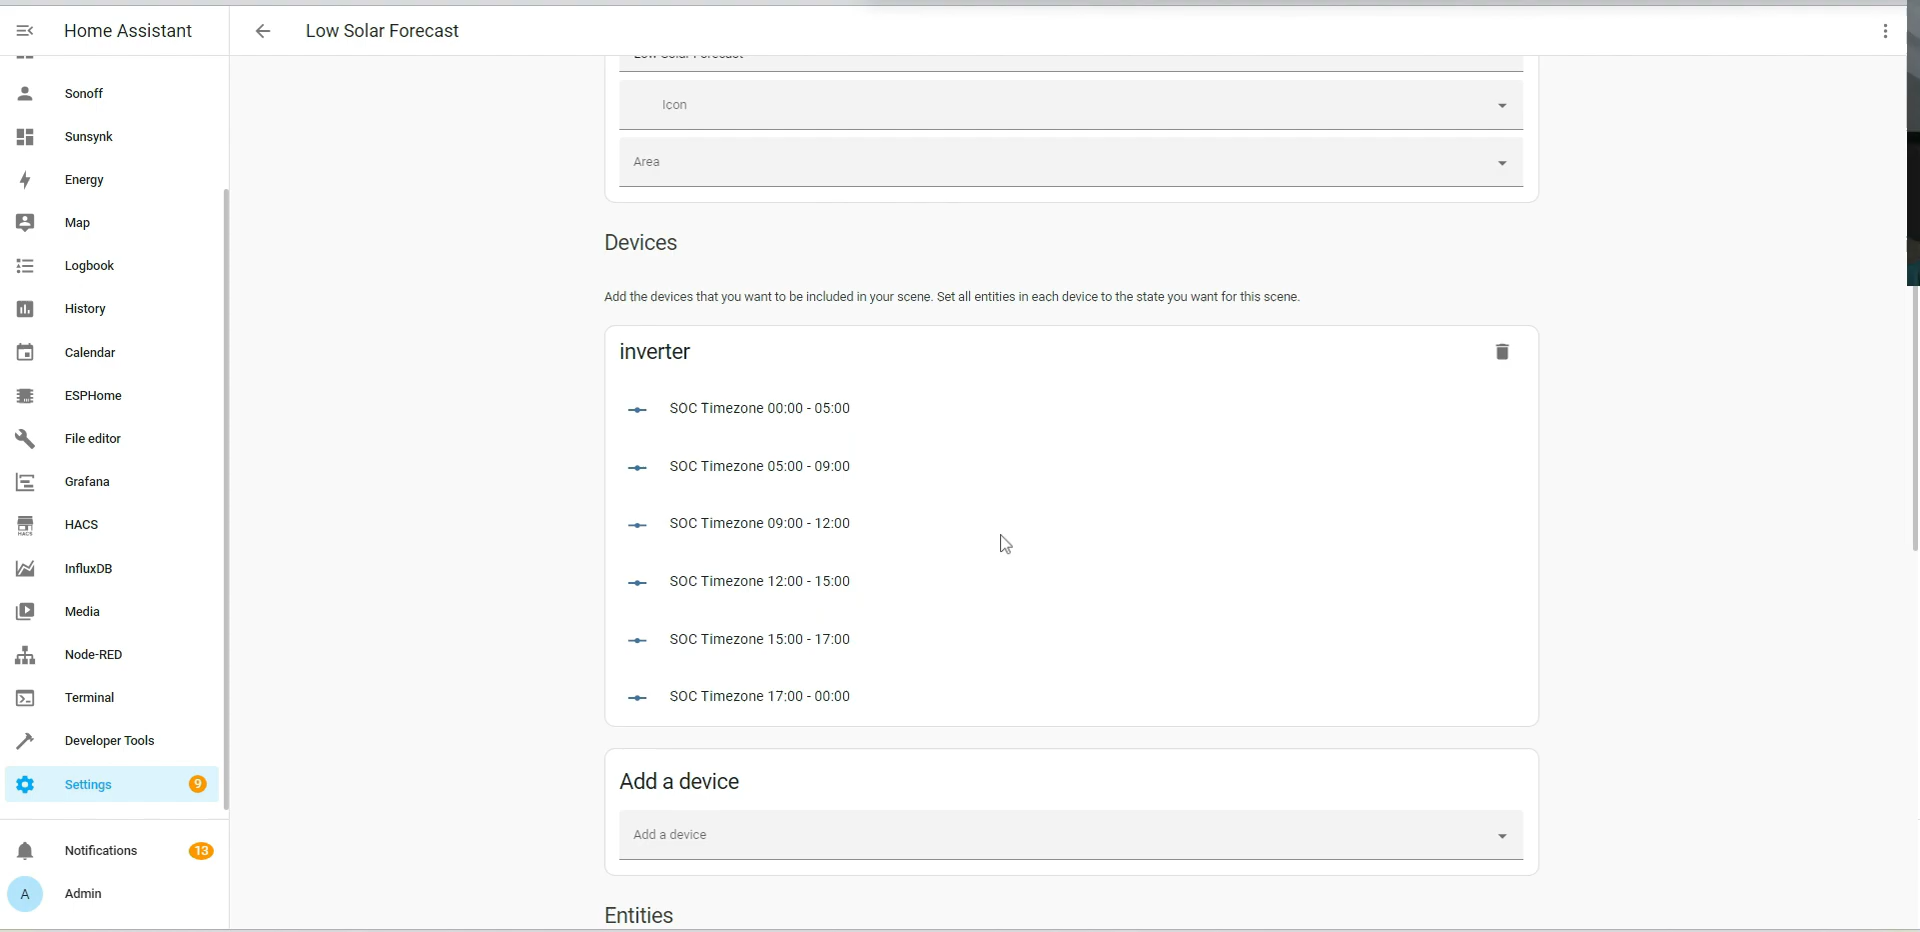 Home Assistant
Low Solar Forecast
Low Solar Forecast
Sonoff
Icon
Sunsynk
Area
Energy
Map
Devices
Logbook
Add the devices that you want to be included in your scene. Set all entities in each device to the state you want for this scene.
History
inverter
Calendar
ESPHome
SOC Timezone 00:00 - 05:00
File editor
SOC Timezone 05:00 - 09:00
Grafana
HACS
HACS
SOC Timezone 09:00 - 12:00
InfluxDB
SOC Timezone 12:00 - 15:00
Media
SOC Timezone 15:00 - 17:00
Node-RED
Terminal
SOC Timezone 17:00 - 00:00
Developer Tools
Settings
9
Add a device
Notifications
13
Add a device
A
Admin
Entities